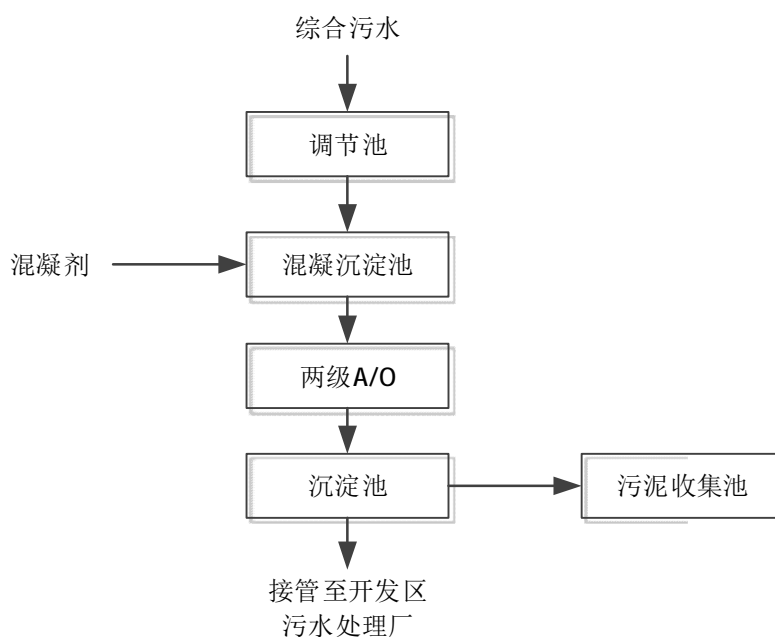 综合污水
调节池
混凝剂
混凝沉淀池
两级A/O
沉淀池
污泥收集池
接管至开发区
污水处理厂